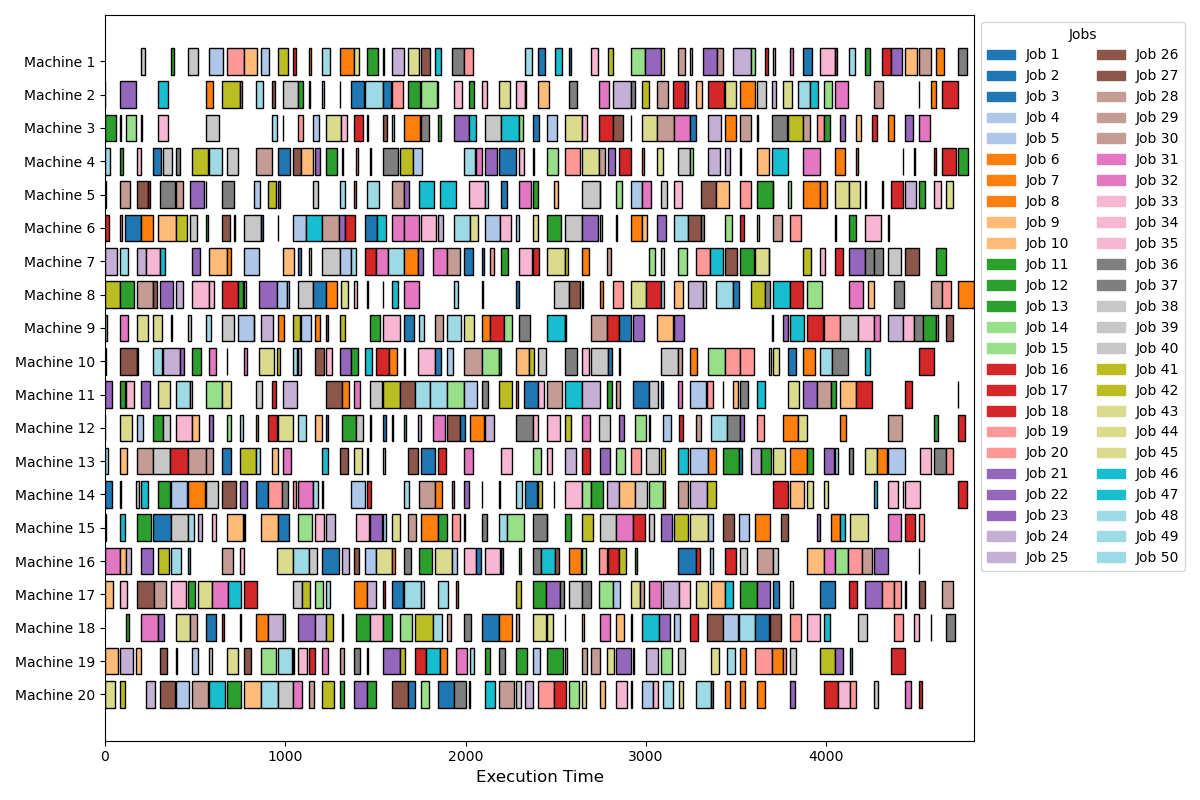 Machine 1
Machine 2
Machine 3
Machine 4
Machine 5
Machine 6
Machine 7
Machine 8
Machine 9
Machine 10
Machine 11
Machine 12
Machine 13
Machine 14
Machine 15
Machine 16
Machine 17
Machine 18
Machine 19
Machine 20
0 1000 2000 3000 4000
Execution Time
Jobs
Job 1 Job 26
Job 2 Job 27
Job 3 Job 28
Job 4 Job 29
Job 5 Job 30
Job 6 Job 31
Job 7 Job 32
Job 8 Job 33
Job 9 Job 34
Job 10 Job 35
Job 11 Job 36
Job 12 Job 37
Job 13 Job 38
Job 14 Job 39
Job 15 Job 40
Job 16 Job 41
Job 17 Job 42
Job 18 Job 43
Job 19 Job 44
Job 20 Job 45
Job 21 Job 46
Job 22 Job 47
Job 23 Job 48
Job 24 Job 49
Job 25 Job 50